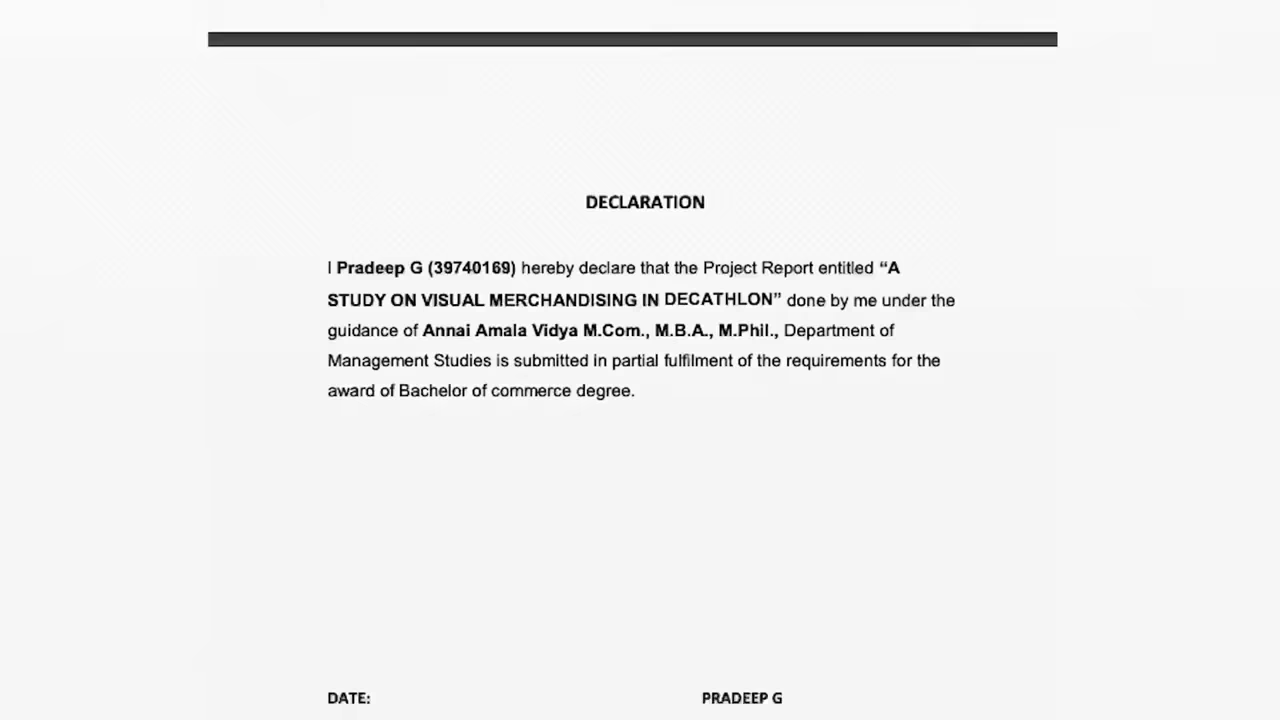 DECLARATION
I Pradeep G (39740169) hereby declare that the Project Report entitled “A
STUDY ON VISUAL MERCHANDISING IN DECATHLON” done by me under the
guidance of Annai Amala Vidya M.Com., M.B.A., M.Phil., Department of
Management Studies is submitted in partial fulfilment of the requirements for the
award of Bachelor of commerce degree.
DATE: PRADEEP G